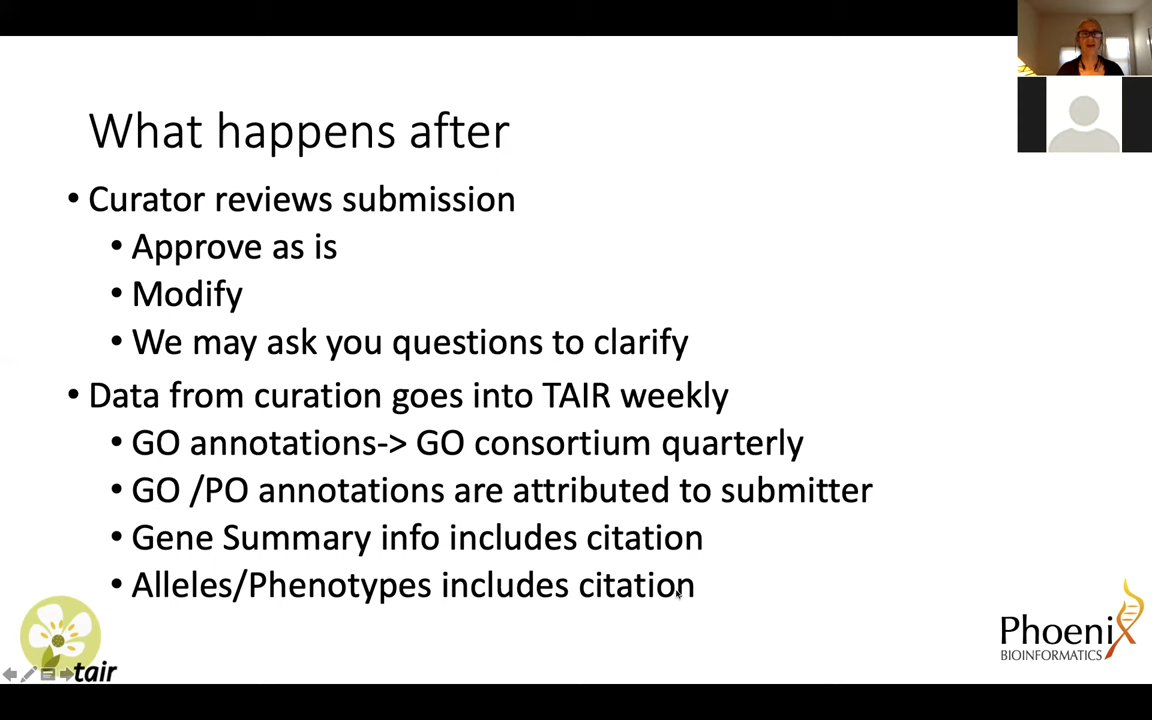 What happens after
• Curator reviews submission
• Approve as is
• Modify
• We may ask you questions to clarify
• Data from curation goes into TAIR weekly
• GO annotations-> GO consortium quarterly
• GO /PO annotations are attributed to submitter
• Gene Summary info includes citation
• Alleles/Phenotypes includes citation
tair
Phoenix
BIOINFORMATICS